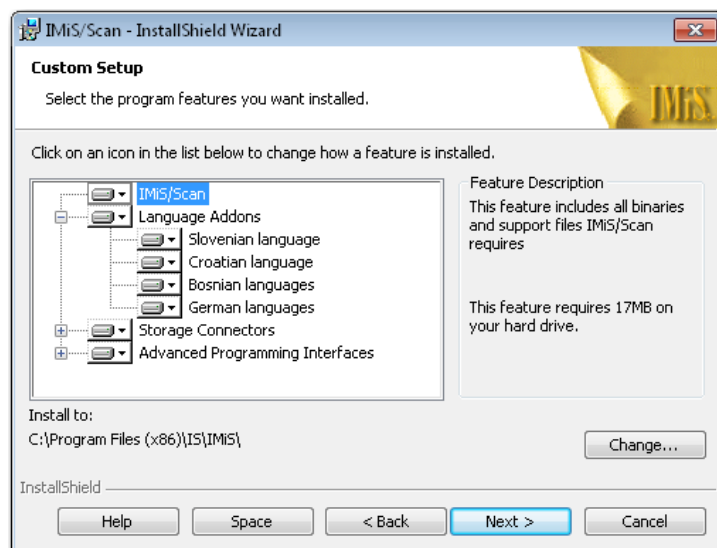 IMiS/Scan - InstallShield Wizard
Custom Setup
Select the program features you want installed.
IMiS
Click on an icon in the list below to change how a feature is installed.
IMiS/Scan
Language Addons
Slovenian language
Croatian language
Bosnian languages
German languages
Storage Connectors
Advanced Programming Interfaces
Feature Description
This feature includes all binaries
and support files IMiS/Scan
requires
This feature requires 17MB on
your hard drive.
Install to:
C:\Program Files (x86)\IS\IMiS\
Change...
InstallShield
Help
Space
< Back
Next >
Cancel